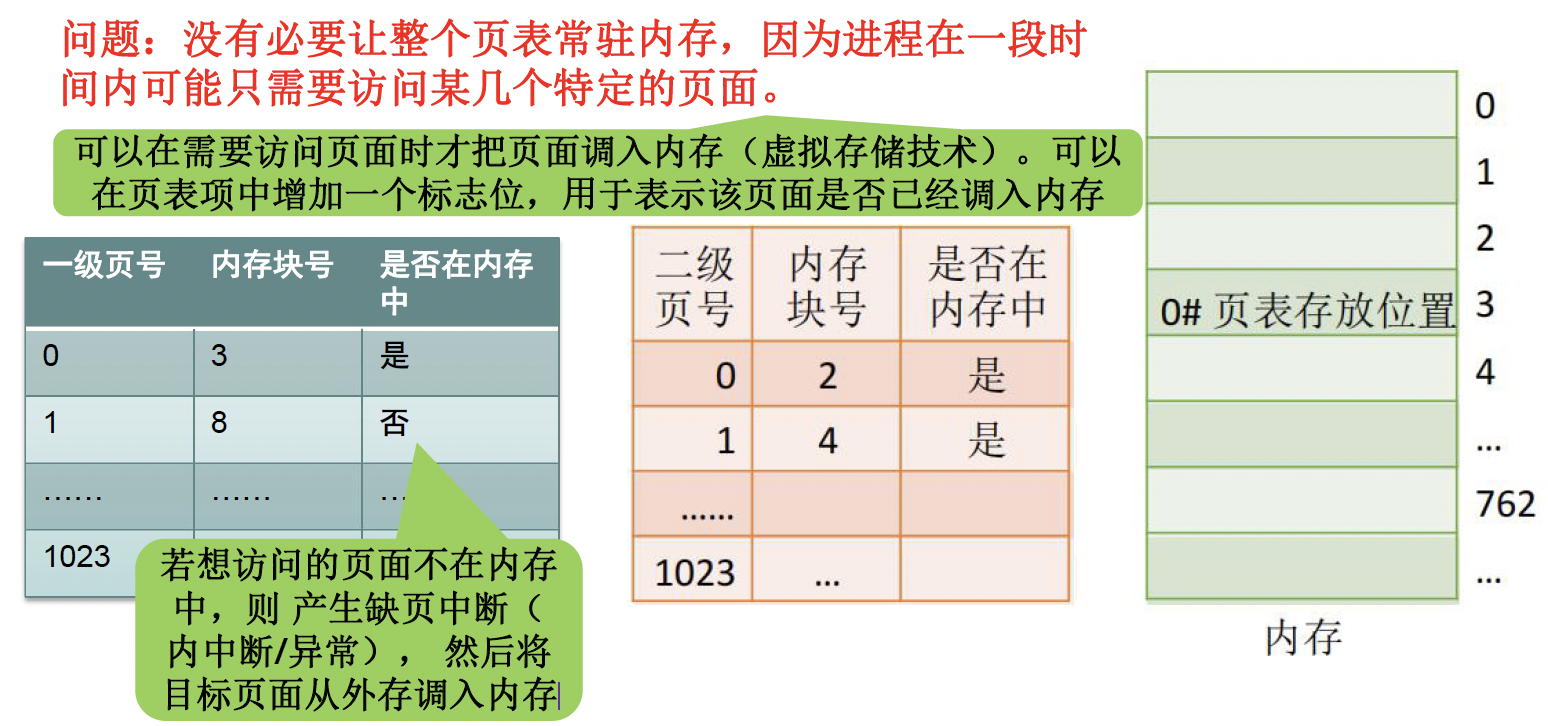 问题：没有必要让整个页表常驻内存，因为进程在一段时
间内可能只需要访问某几个特定的页面。
可以在需要访问页面时才把页面调入内存（虚拟存储技术）。可以
在页表项中增加一个标志位，用于表示该页面是否已经调入内存
一级页号 内存块号 是否在内存
中
0 3 是
1 8 否
…… …… …
1023
若想访问的页面不在内存
中，则 产生缺页中断（
内中断/异常）， 然后将
目标页面从外存调入内存
二级 内存 是否在
页号 块号 内存中
0 2 是
1 4 是
……
1023 …
0
1
2
0# 页表存放位置 3
4
…
762
…
内存